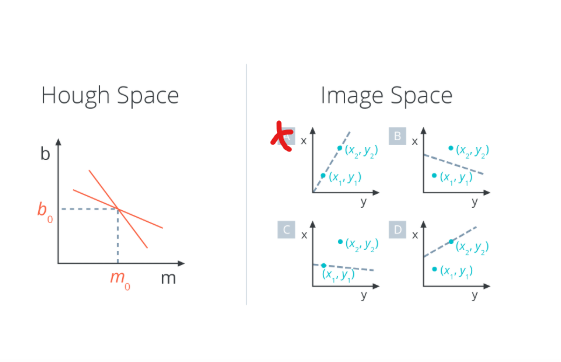 Hough Space
b
b₀
m₀
m
Image Space
x
(x₂, y₂)
(x₁, y₁)
y
B
x
(x₂, y₂)
(x₁, y₁)
y
C
x
(x₂, y₂)
(x₁, y₁)
y
D
x
(x₂, y₂)
(x₁, y₁)
y